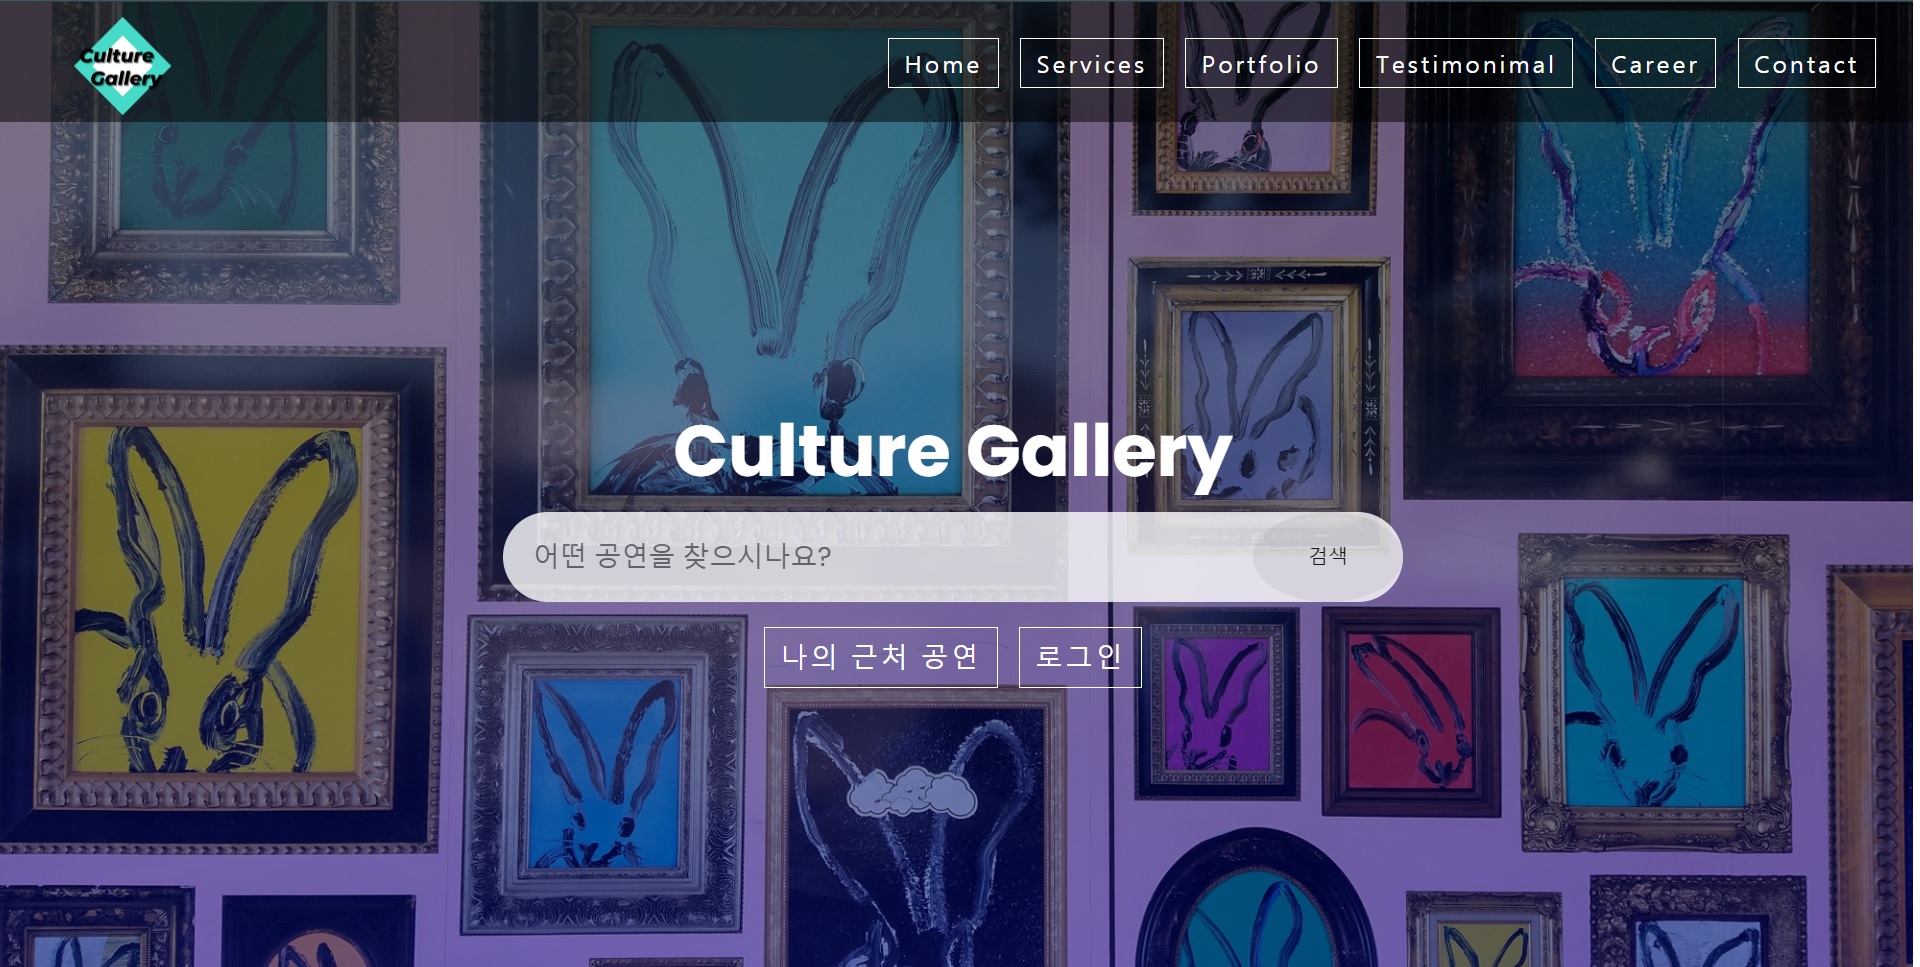 Culture
Gallery
Home
Services
Portfolio
Testimonimal
Career
Contact
Culture Gallery
어떤 공연을 찾으시나요?
검색
나의 근처 공연
로그인